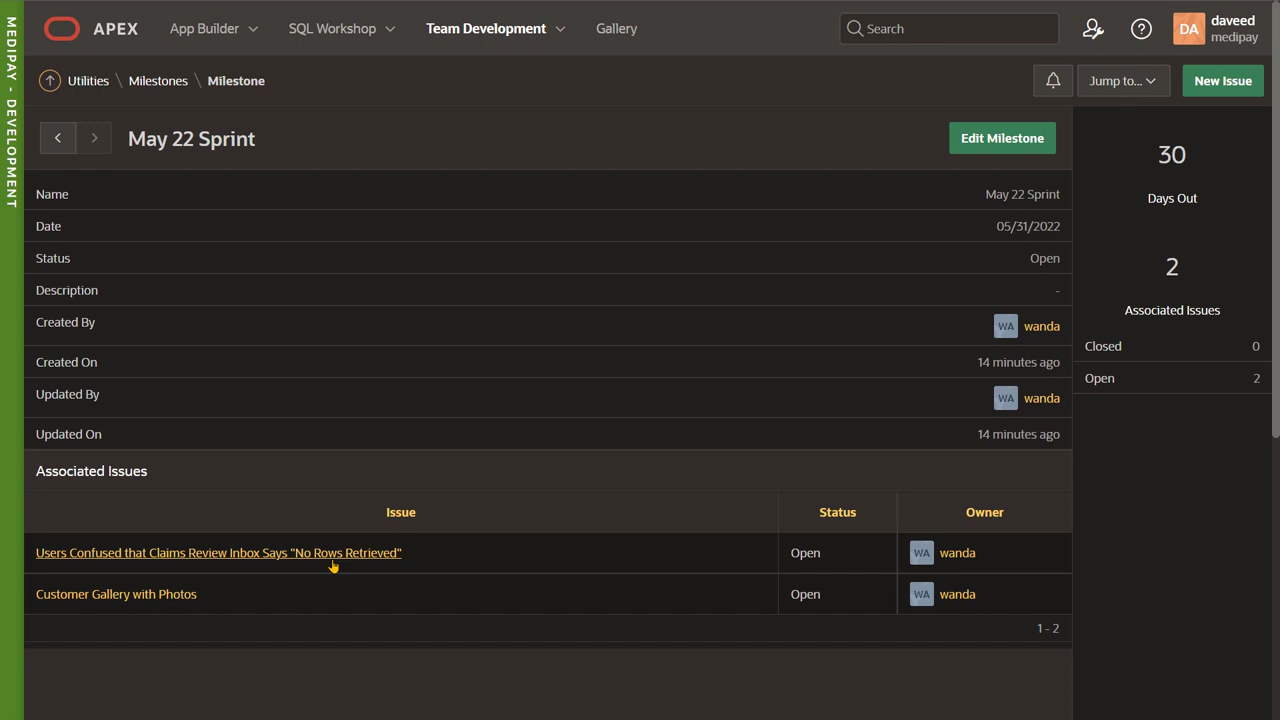 MEDIPAY - DEVELOPMENT
APEX App Builder SQL Workshop Team Development Gallery Search DA daveed
medipay
Utilities \ Milestones \ Milestone Jump to... New Issue
May 22 Sprint Edit Milestone
30
Days Out
2
Associated Issues
Closed 0
Open 2
Name May 22 Sprint
Date 05/31/2022
Status Open
Description -
Created By WA wanda
Created On 14 minutes ago
Updated By WA wanda
Updated On 14 minutes ago
Associated Issues
Issue Status Owner
Users Confused that Claims Review Inbox Says "No Rows Retrieved" Open WA wanda
Customer Gallery with Photos Open WA wanda
1 - 2